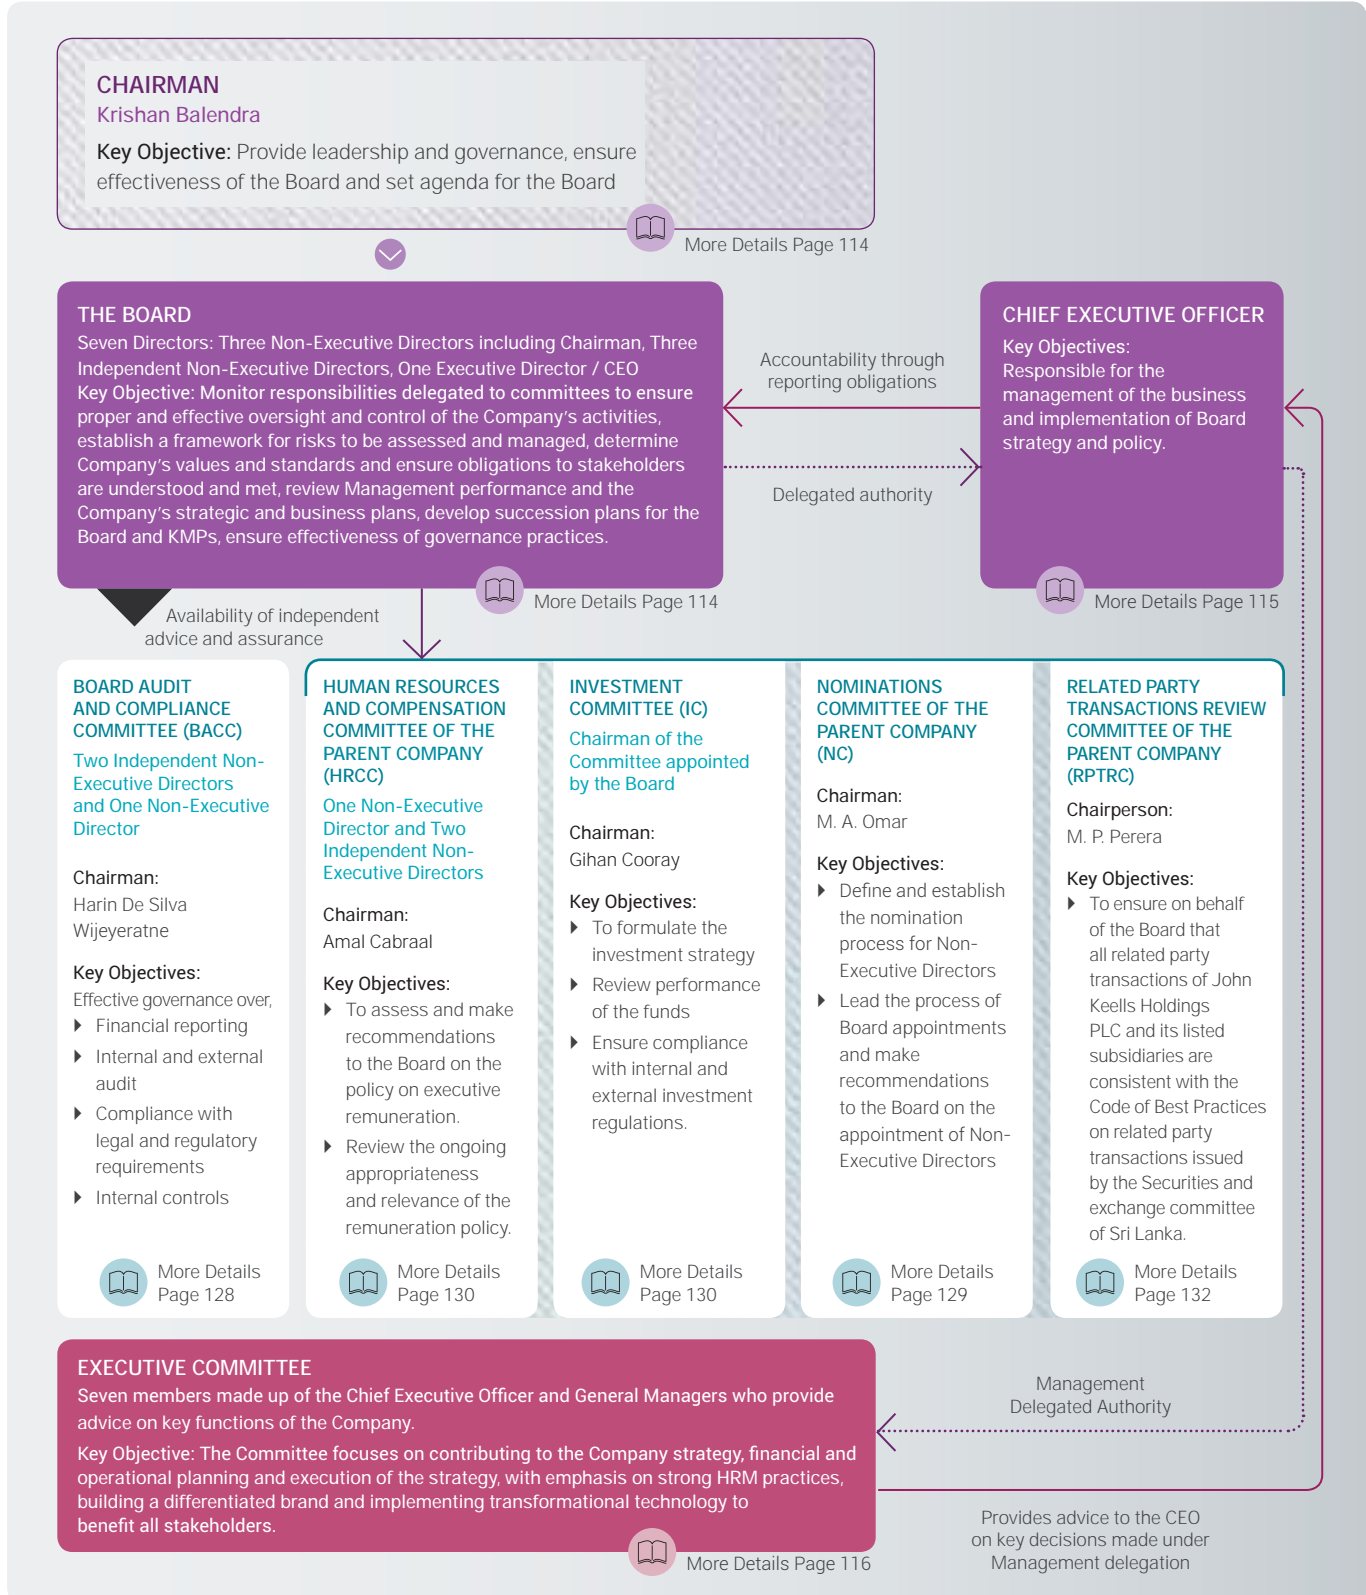 CHAIRMAN
Krishan Balendra
Key Objective: Provide leadership and governance, ensure
effectiveness of the Board and set agenda for the Board
More Details Page 114
THE BOARD
Seven Directors: Three Non-Executive Directors including Chairman, Three
Independent Non-Executive Directors, One Executive Director / CEO
Key Objective: Monitor responsibilities delegated to committees to ensure
proper and effective oversight and control of the Company's activities,
establish a framework for risks to be assessed and managed, determine
Company's values and standards and ensure obligations to stakeholders
are understood and met, review Management performance and the
Company's strategic and business plans, develop succession plans for the
Board and KMPs, ensure effectiveness of governance practices.
More Details Page 114
Accountability through
reporting obligations
Delegated authority
CHIEF EXECUTIVE OFFICER
Key Objectives:
Responsible for the
management of the business
and implementation of Board
strategy and policy.
More Details Page 115
Availability of independent
advice and assurance
BOARD AUDIT
AND COMPLIANCE
COMMITTEE (BACC)
Two Independent Non-
Executive Directors
and One Non-Executive
Director
Chairman:
Harin De Silva
Wijeyeratne
Key Objectives:
Effective governance over,
Financial reporting
Internal and external
audit
Compliance with
legal and regulatory
requirements
Internal controls
More Details
Page 128
HUMAN RESOURCES
AND COMPENSATION
COMMITTEE OF THE
PARENT COMPANY
(HRCC)
One Non-Executive
Director and Two
Independent Non-
Executive Directors
Chairman:
Amal Cabraal
Key Objectives:
To assess and make
recommendations
to the Board on the
policy on executive
remuneration.
Review the ongoing
appropriateness
and relevance of the
remuneration policy.
More Details
Page 130
INVESTMENT
COMMITTEE (IC)
Chairman of the
Committee appointed
by the Board
Chairman:
Gihan Cooray
Key Objectives:
To formulate the
investment strategy
Review performance
of the funds
Ensure compliance
with internal and
external investment
regulations.
More Details
Page 130
NOMINATIONS
COMMITTEE OF THE
PARENT COMPANY
(NC)
Chairman:
M. A. Omar
Key Objectives:
Define and establish
the nomination
process for Non-
Executive Directors
Lead the process of
Board appointments
and make
recommendations
to the Board on the
appointment of Non-
Executive Directors
More Details
Page 129
RELATED PARTY
TRANSACTIONS REVIEW
COMMITTEE OF THE
PARENT COMPANY
(RPTRC)
Chairperson:
M. P. Perera
Key Objectives:
To ensure on behalf
of the Board that
all related party
transactions of John
Keells Holdings
PLC and its listed
subsidiaries are
consistent with the
Code of Best Practices
on related party
transactions issued
by the Securities and
exchange committee
of Sri Lanka.
More Details
Page 132
EXECUTIVE COMMITTEE
Seven members made up of the Chief Executive Officer and General Managers who provide
advice on key functions of the Company.
Key Objective: The Committee focuses on contributing to the Company strategy, financial and
operational planning and execution of the strategy, with emphasis on strong HRM practices,
building a differentiated brand and implementing transformational technology to
benefit all stakeholders.
More Details Page 116
Management
Delegated Authority
Provides advice to the CEO
on key decisions made under
Management delegation